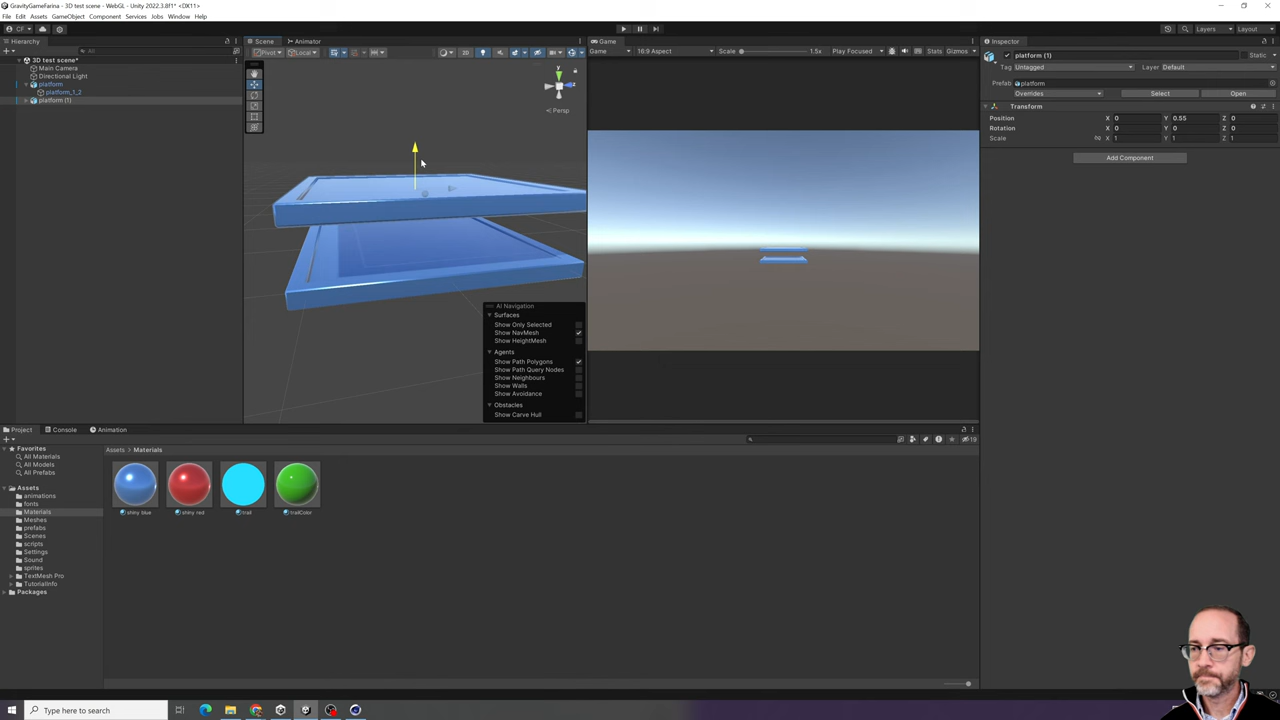 GravityGameFarina - 3D test scene - WebGL - Unity 2022.3.8f1* <DX11>
File Edit Assets GameObject Component Services Jobs Window Help
CF
Layers Layout
Hierarchy
All
3D test scene*
Main Camera
Directional Light
platform
platform_1_2
platform (1)
Scene Animator
Pivot Local 2D
y
Persp
AI Navigation
Surfaces
Show Only Selected
Show NavMesh
Show HeightMesh
Agents
Show Path Polygons
Show Path Query Nodes
Show Neighbours
Show Walls
Show Avoidance
Obstacles
Show Carve Hull
Game
Game 16:9 Aspect Scale 1.5x Play Focused Stats Gizmos
Inspector
platform (1) Static
Tag Untagged Layer Default
Prefab platform
Overrides Select Open
Transform
Position X 0 Y 0.55 Z 0
Rotation X 0 Y 0 Z 0
Scale X 1 Y 1 Z 1
Add Component
Project Console Animation
19
Favorites
All Materials
All Models
All Prefabs
Assets
animations
fonts
Materials
Meshes
prefabs
Scenes
scripts
Settings
Sound
sprites
TextMesh Pro
TutorialInfo
Packages
Assets > Materials
shiny blue shiny red trail trailColor
Type here to search